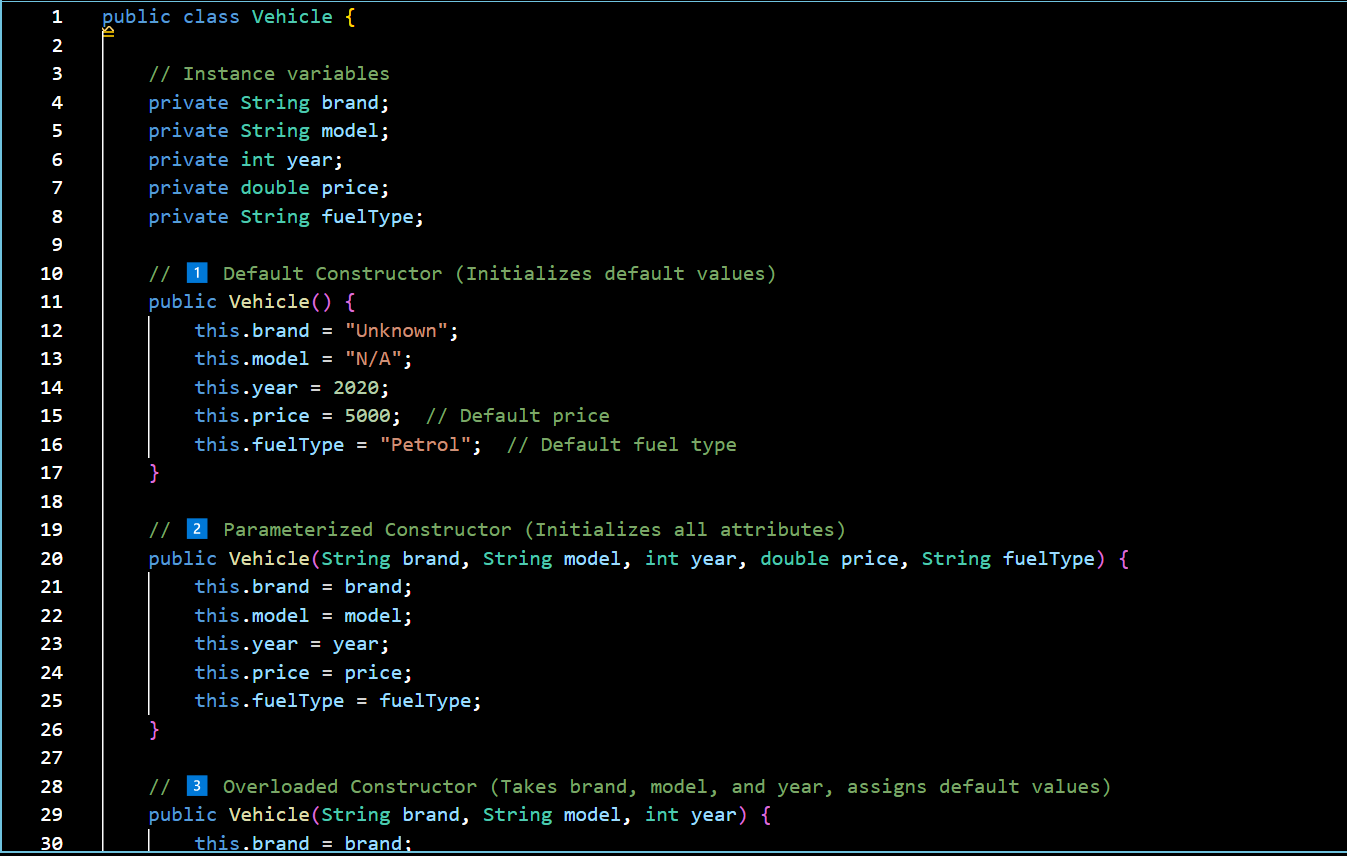 1 public class Vehicle {
2
3     // Instance variables
4     private String brand;
5     private String model;
6     private int year;
7     private double price;
8     private String fuelType;
9
10     // 1️⃣ Default Constructor (Initializes default values)
11     public Vehicle() {
12         this.brand = "Unknown";
13         this.model = "N/A";
14         this.year = 2020;
15         this.price = 5000;  // Default price
16         this.fuelType = "Petrol";  // Default fuel type
17     }
18
19     // 2️⃣ Parameterized Constructor (Initializes all attributes)
20     public Vehicle(String brand, String model, int year, double price, String fuelType) {
21         this.brand = brand;
22         this.model = model;
23         this.year = year;
24         this.price = price;
25         this.fuelType = fuelType;
26     }
27
28     // 3️⃣ Overloaded Constructor (Takes brand, model, and year, assigns default values)
29     public Vehicle(String brand, String model, int year) {
30         this.brand = brand;